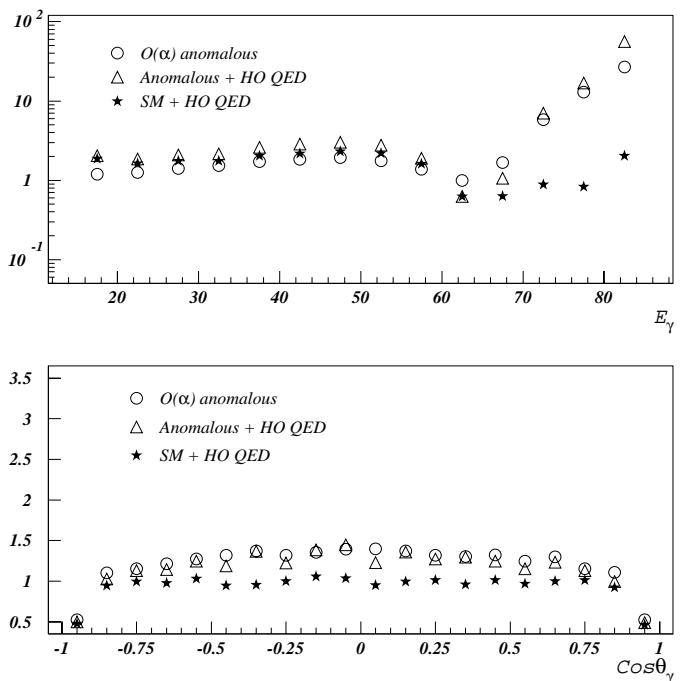 10 2
O(α) anomalous
Anomalous + HO QED
SM + HO QED
10
1
10 -1
20 30 40 50 60 70 80
Eγ
3.5
O(α) anomalous
3
Anomalous + HO QED
2.5
SM + HO QED
2
1.5
1
0.5
-1 -0.75 -0.5 -0.25 0 0.25 0.5 0.75 1
Cosθγ